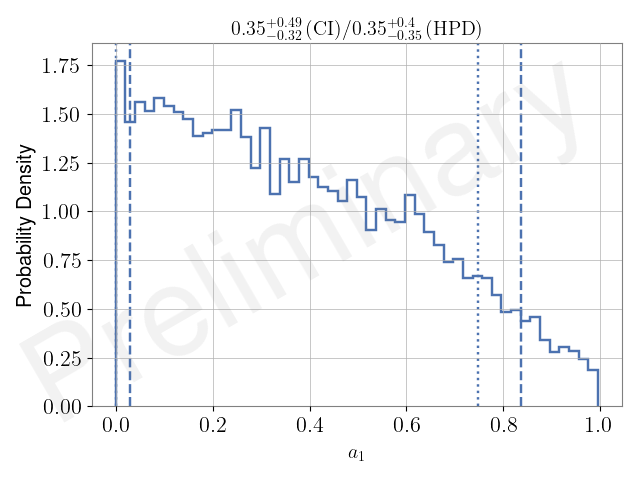 0.35^{+0.49}_{-0.32}(CI)/0.35^{+0.4}_{-0.35}(HPD)
Probability Density
1.75
1.50
1.25
1.00
0.75
0.50
0.25
0.00
Preliminary
0.0 0.2 0.4 0.6 0.8 1.0
a_1